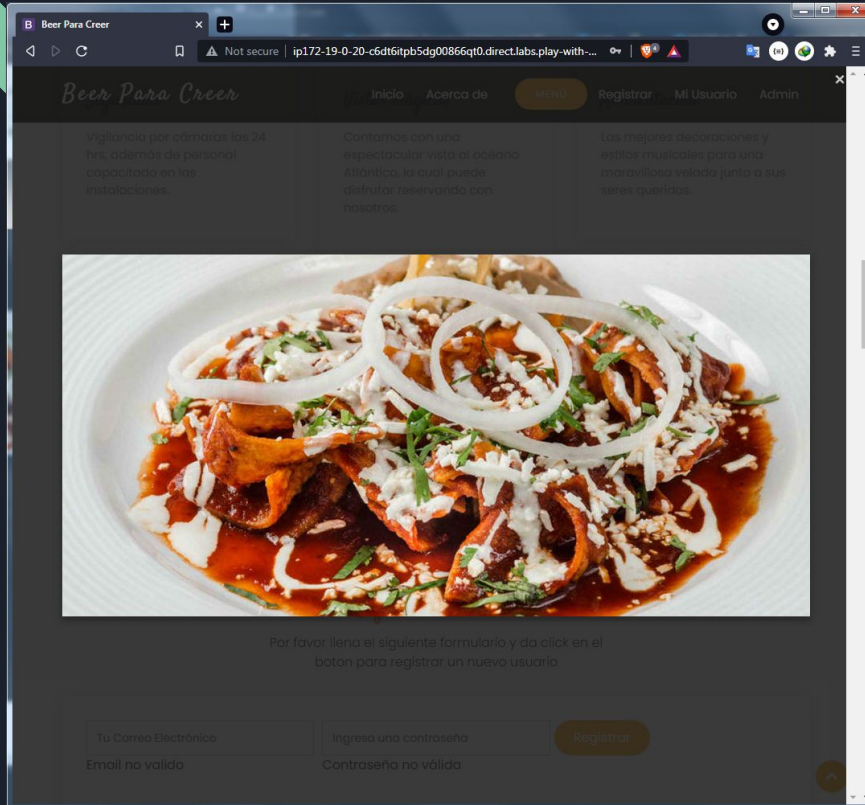 Beer Para Creer
Not secure
ip172-19-0-20-c6dt6itpb5dg00866qt0.direct.labs.play-with-...
Beer Para Creer
Inicio
Acerca de
MENÚ
Registrar
Mi Usuario
Admin
Vigilancia por cámaras las 24
hrs, además de personal
capacitado en las
instalaciones.
Contamos con una
espectacular vista al océano
Atlántico, la cual puede
disfrutar reservando con
nosotros.
Las mejores decoraciones y
estilos musicales para una
maravillosa velada junto a sus
seres queridos.
Por favor llena el siguiente formulario y da click en el
boton para registrar un nuevo usuario
Tu Correo Electrónico
Ingresa una contraseña
Registrar
Email no valido
Contraseña no válida